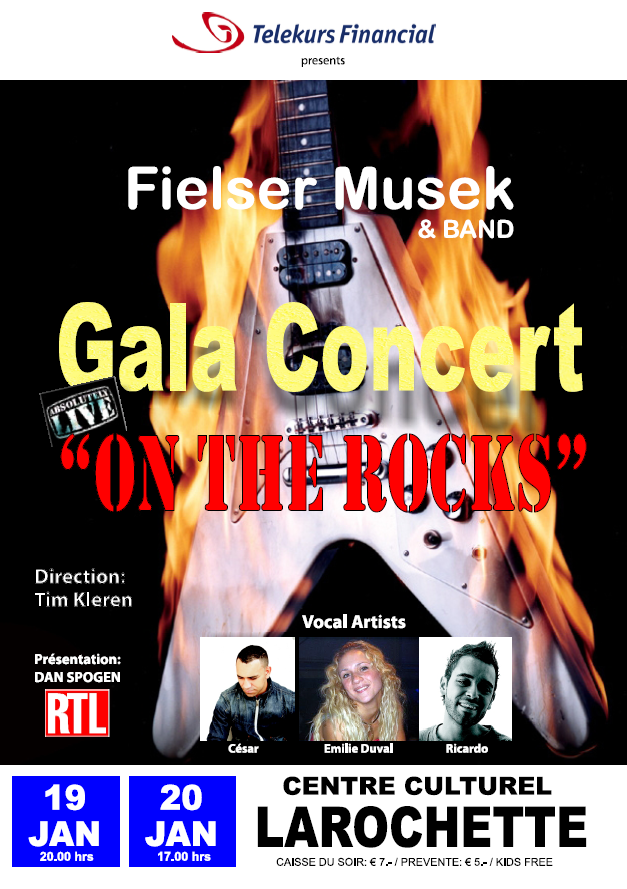 Telekurs Financial
presents
Fielser Musek
& BAND
Gala Concert
ABSOLUTELY
LIVE
“ON THE ROCKS”
Direction:
Tim Kleren
Vocal Artists
Présentation:
DAN SPOGEN
RTL
César
Emilie Duval
Ricardo
19
JAN
20.00 hrs
20
JAN
17.00 hrs
CENTRE CULTUREL
LAROCHETTE
CAISSE DU SOIR: € 7.- / PREVENTE: € 5.- / KIDS FREE